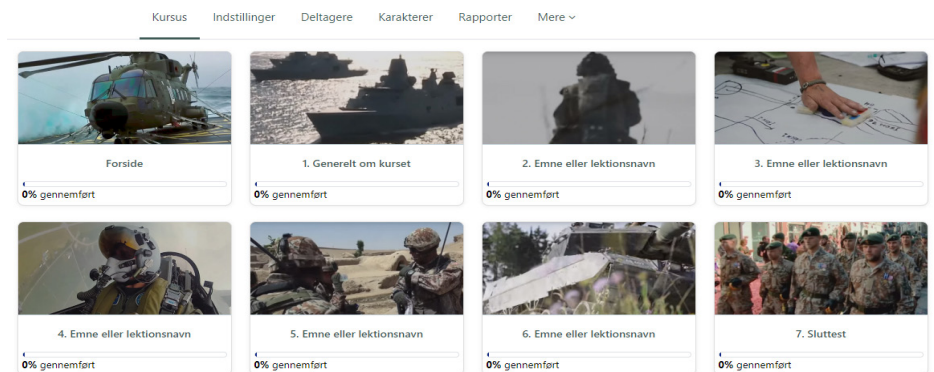 Kursus Indstillinger Deltagere Karakterer Rapporter Mere
Forside
0% gennemført
1. Generelt om kurset
0% gennemført
2. Emne eller lektionsnavn
0% gennemført
3. Emne eller lektionsnavn
0% gennemført
4. Emne eller lektionsnavn
0% gennemført
5. Emne eller lektionsnavn
0% gennemført
6. Emne eller lektionsnavn
0% gennemført
7. Sluttest
0% gennemført